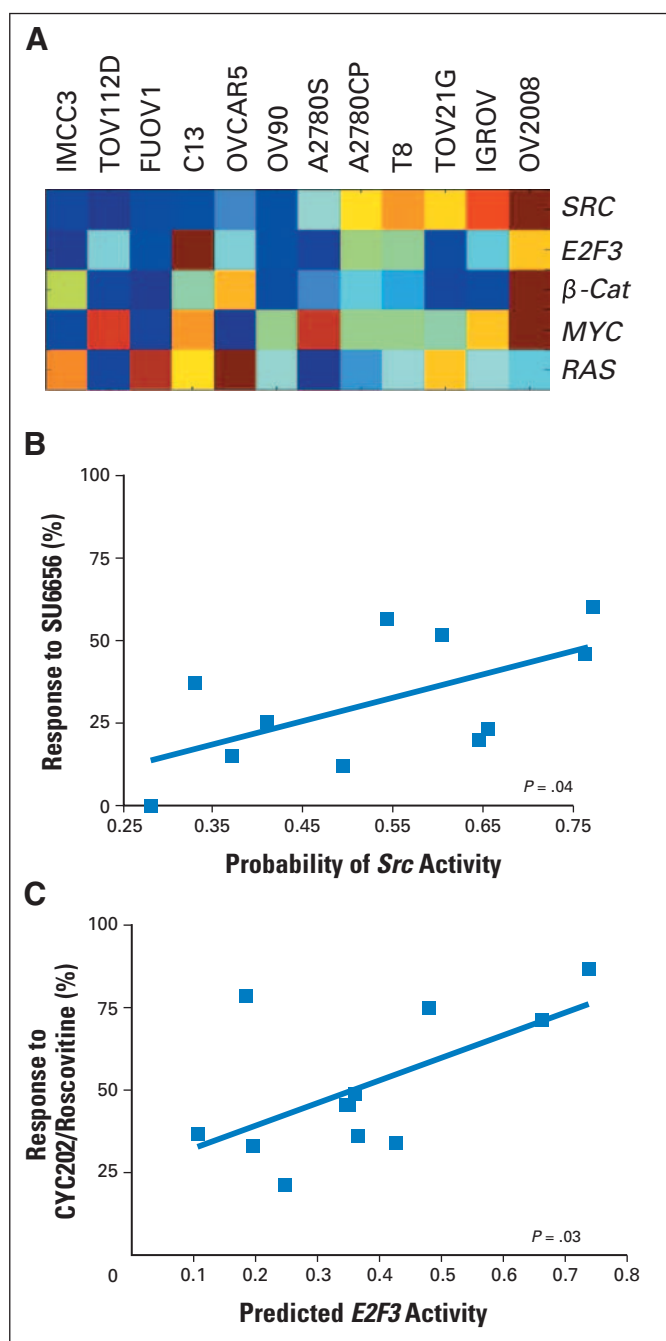 A
IMCC3
TOV112D
FUOV1
C13
OVCAR5
OV90
A2780S
A2780CP
T8
TOV21G
IGROV
OV2008
SRC
E2F3
β-Cat
MYC
RAS
B
Response to SU6656 (%)
100
75
50
25
0
0.25
0.35
0.45
0.55
0.65
0.75
P = .04
Probability of Src Activity
C
Response to
CYC202/Roscovitine (%)
100
75
50
25
0
0.1
0.2
0.3
0.4
0.5
0.6
0.7
0.8
P = .03
Predicted E2F3 Activity